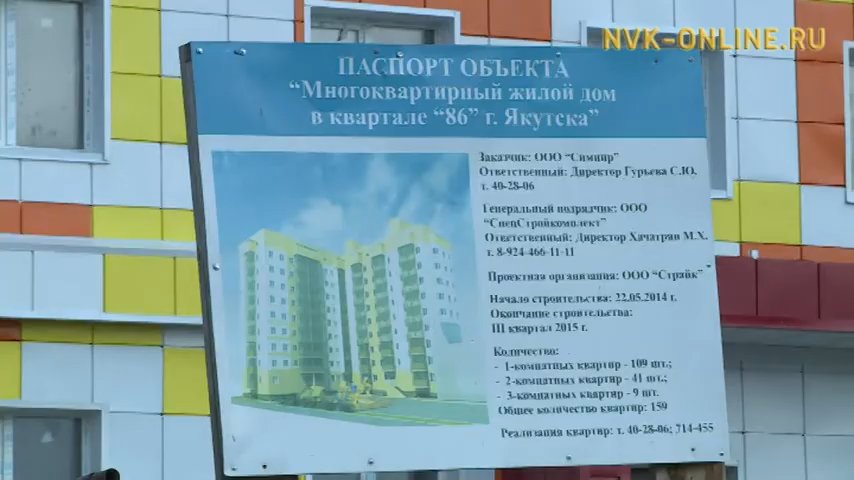 NVK-ONLINE.RU
ПАСПОРТ ОБЪЕКТА
"Многоквартирный жилой дом
в квартале "86" г. Якутска"
Заказчик: ООО "Симиир"
Ответственный: Директор Гурьева С.Ю.
т. 40-28-06
Генеральный подрядчик: ООО
"СпецСтройкомплект"
Ответственный: Директор Хачатрян М.Х.
т. 8-924-466-11-11
Проектная организация: ООО "Страйк"
Начало строительства: 22.05.2014 г.
Окончание строительства:
III квартал 2015 г.
Количество:
- 1-комнатных квартир - 109 шт.;
- 2-комнатных квартир - 41 шт.;
- 3-комнатных квартир - 9 шт.
Общее количество квартир: 159
Реализация квартир: т. 40-28-06; 714-455